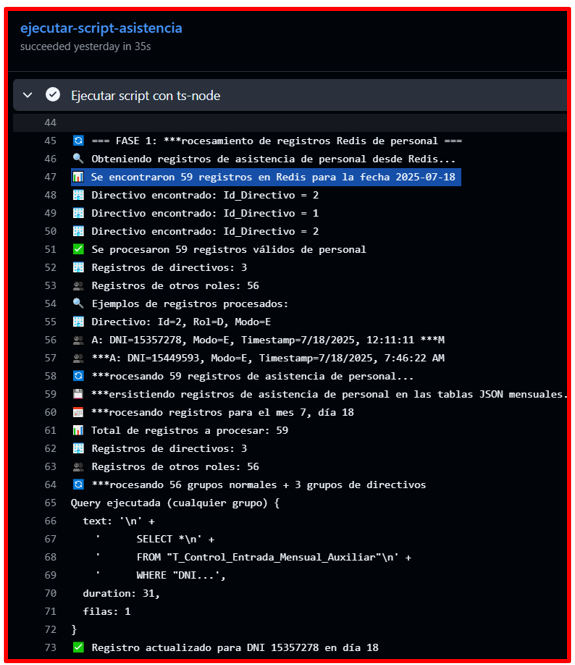 ejecutar-script-asistencia
succeeded yesterday in 35s
Ejecutar script con ts-node
44
45 🔄 === FASE 1: ***rocesamiento de registros Redis de personal ===
46 🔍 Obteniendo registros de asistencia de personal desde Redis...
47 📊 Se encontraron 59 registros en Redis para la fecha 2025-07-18
48 🏢 Directivo encontrado: Id_Directivo = 2
49 🏢 Directivo encontrado: Id_Directivo = 1
50 🏢 Directivo encontrado: Id_Directivo = 2
51 ✅ Se procesaron 59 registros válidos de personal
52 🏢 Registros de directivos: 3
53 👥 Registros de otros roles: 56
54 🔍 Ejemplos de registros procesados:
55 🏢 Directivo: Id=2, Rol=D, Modo=E
56 👥 A: DNI=15357278, Modo=E, Timestamp=7/18/2025, 12:11:11 ***M
57 👥 ***A: DNI=15449593, Modo=E, Timestamp=7/18/2025, 7:46:22 AM
58 🔄 ***rocesando 59 registros de asistencia de personal...
59 💾 ***ersistiendo registros de asistencia de personal en las tablas JSON mensuales.
60 📅 ***rocesando registros para el mes 7, día 18
61 📊 Total de registros a procesar: 59
62 🏢 Registros de directivos: 3
63 👥 Registros de otros roles: 56
64 🔄 ***rocesando 56 grupos normales + 3 grupos de directivos
65 Query ejecutada (cualquier grupo) {
66 text: '\n' +
67 ' SELECT *\n' +
68 ' FROM "T_Control_Entrada_Mensual_Auxiliar"\n' +
69 ' WHERE "DNI...',
70 duration: 31,
71 filas: 1
72 }
73 ✅ Registro actualizado para DNI 15357278 en día 18